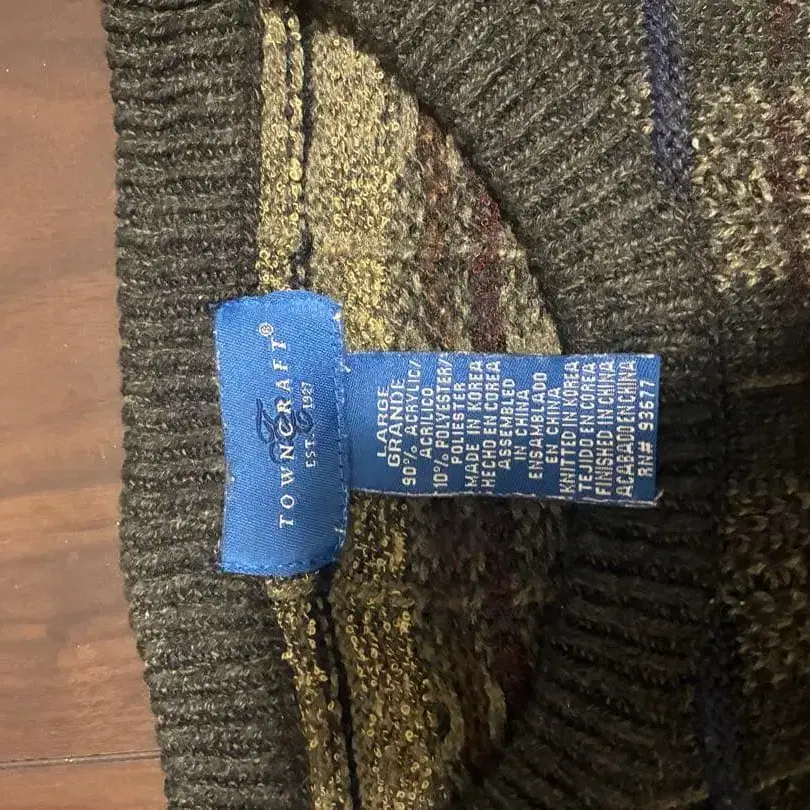 TOWNCRAFT®
EST. 1927
LARGE
GRANDE
90% ACRYLIC/
ACRILICO
10% POLYESTER/
POLIESTER
MADE IN KOREA
HECHO EN COREA
ASSEMBLED
IN CHINA
ENSAMBLADO
EN CHINA
KNITTED IN KOREA
TEJIDO EN COREA
FINISHED IN CHINA
ACAPADO EN CHINA
RN# 93677